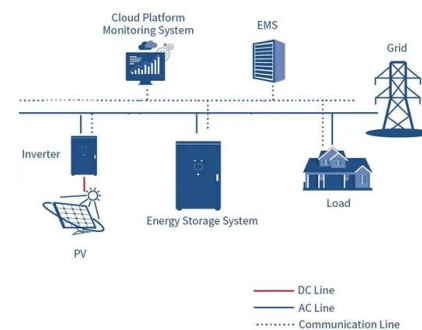 Cloud Platform
Monitoring System
EMS
Grid
Inverter
Energy Storage System
Load
PV
DC Line
AC Line
Communication Line